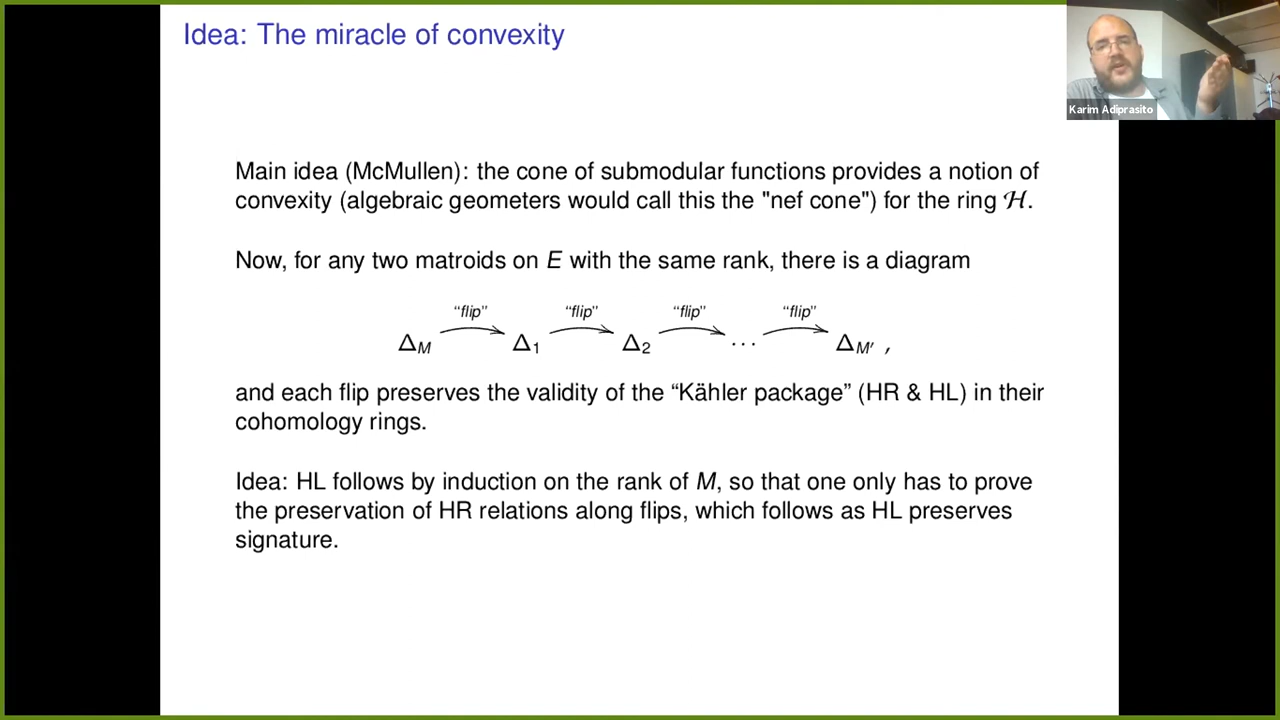 Idea: The miracle of convexity
Karim Adiprasito
Main idea (McMullen): the cone of submodular functions provides a notion of
convexity (algebraic geometers would call this the "nef cone") for the ring ℋ.
Now, for any two matroids on E with the same rank, there is a diagram
“flip” “flip” “flip” “flip”
Δ_M Δ_1 Δ_2 ⋯ Δ_M′ ,
and each flip preserves the validity of the “Kähler package” (HR & HL) in their
cohomology rings.
Idea: HL follows by induction on the rank of M, so that one only has to prove
the preservation of HR relations along flips, which follows as HL preserves
signature.